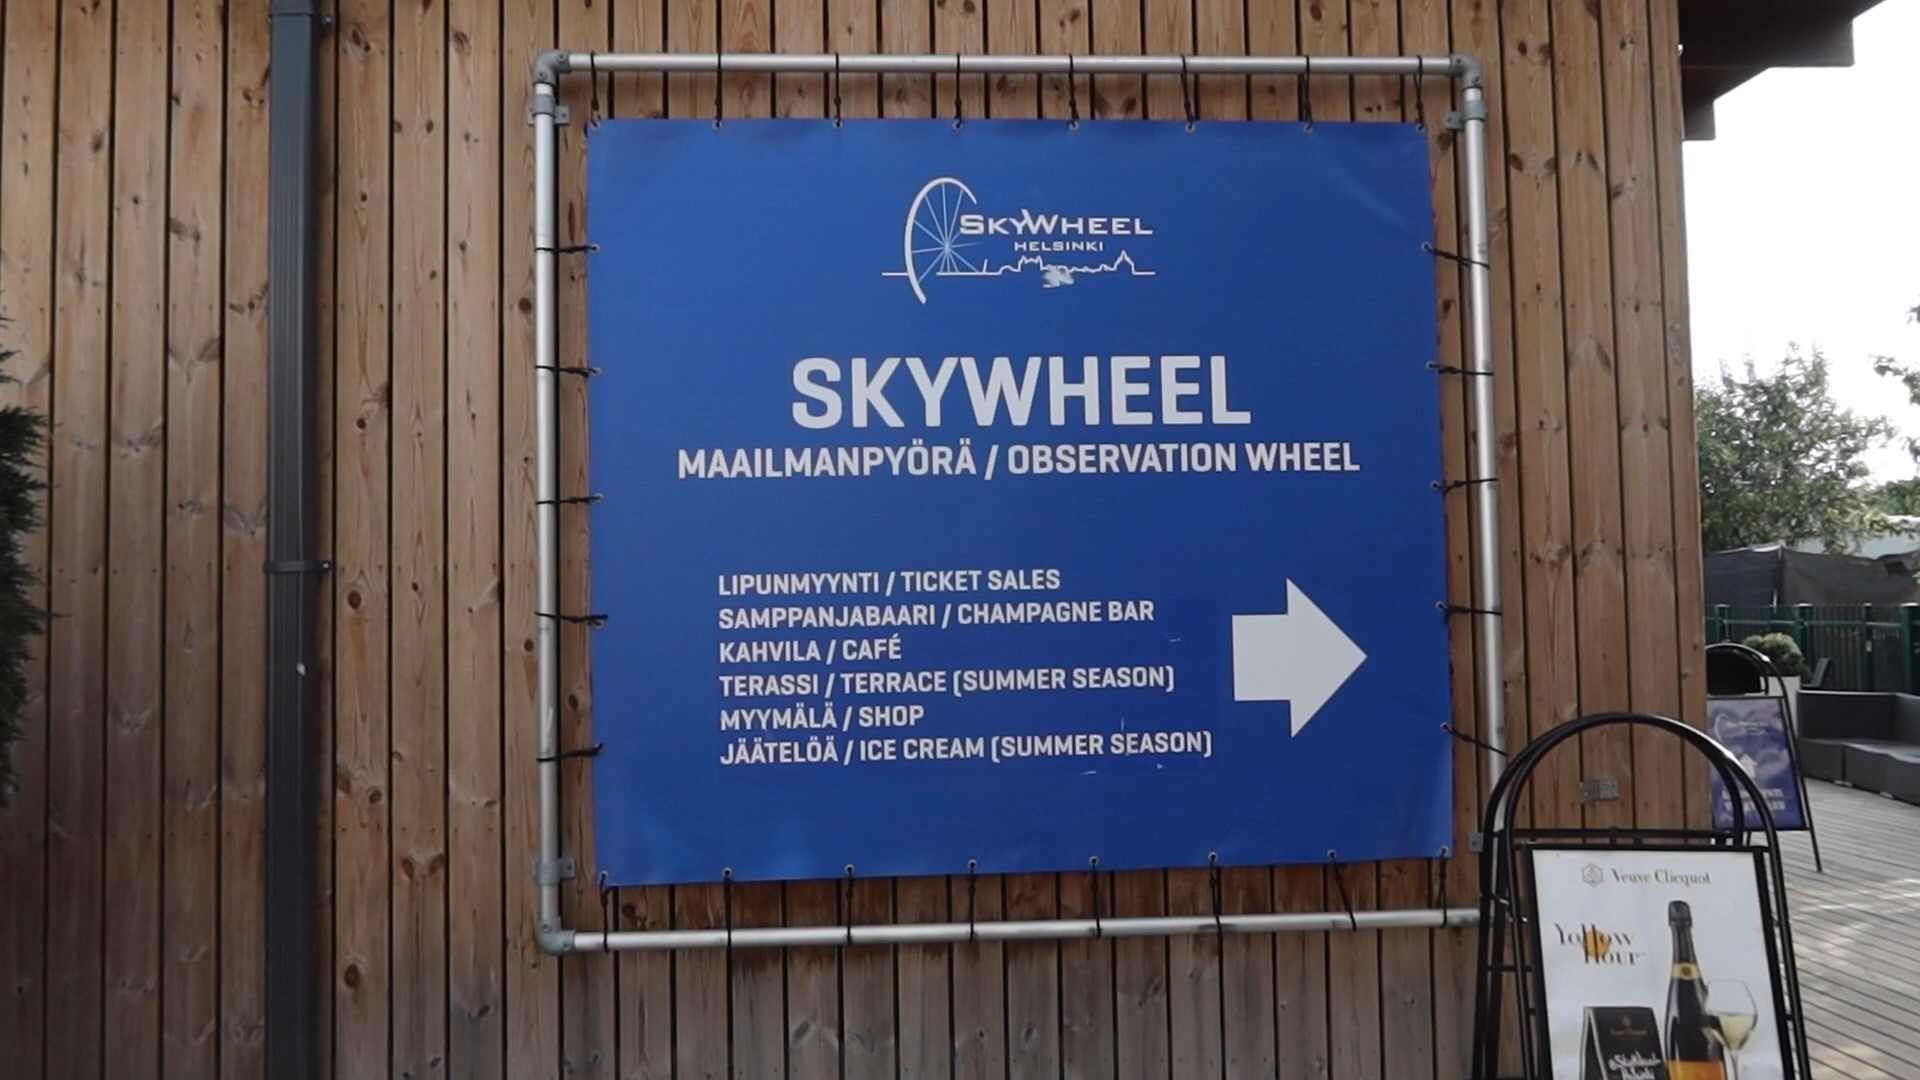 SKYWHEEL
HELSINKI
SKYWHEEL
MAAILMANPYÖRÄ / OBSERVATION WHEEL
LIPUNMYYNTI / TICKET SALES
SAMPPANJABAARI / CHAMPAGNE BAR
KAHVILA / CAFÉ
TERASSI / TERRACE (SUMMER SEASON)
MYYMÄLÄ / SHOP
JÄÄTELÖÄ / ICE CREAM (SUMMER SEASON)
Veuve Clicquot
Yellow
Hour